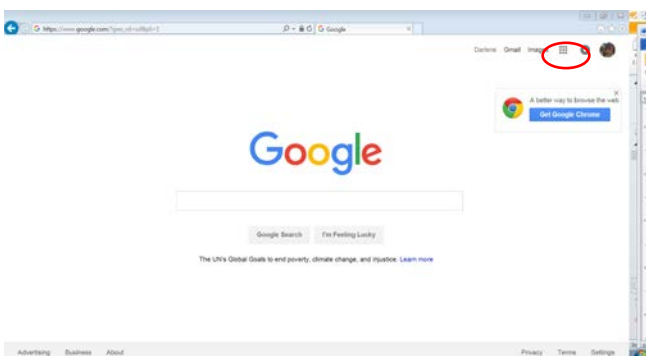 https://www.google.com/?gws_rd=ssl#pli=1
Google
Darlene Gmail Images
A better way to browse the web
Get Google Chrome
Google
Google Search I'm Feeling Lucky
The UN's Global Goals to end poverty, climate change, and injustice. Learn more
Advertising Business About Privacy Terms Settings